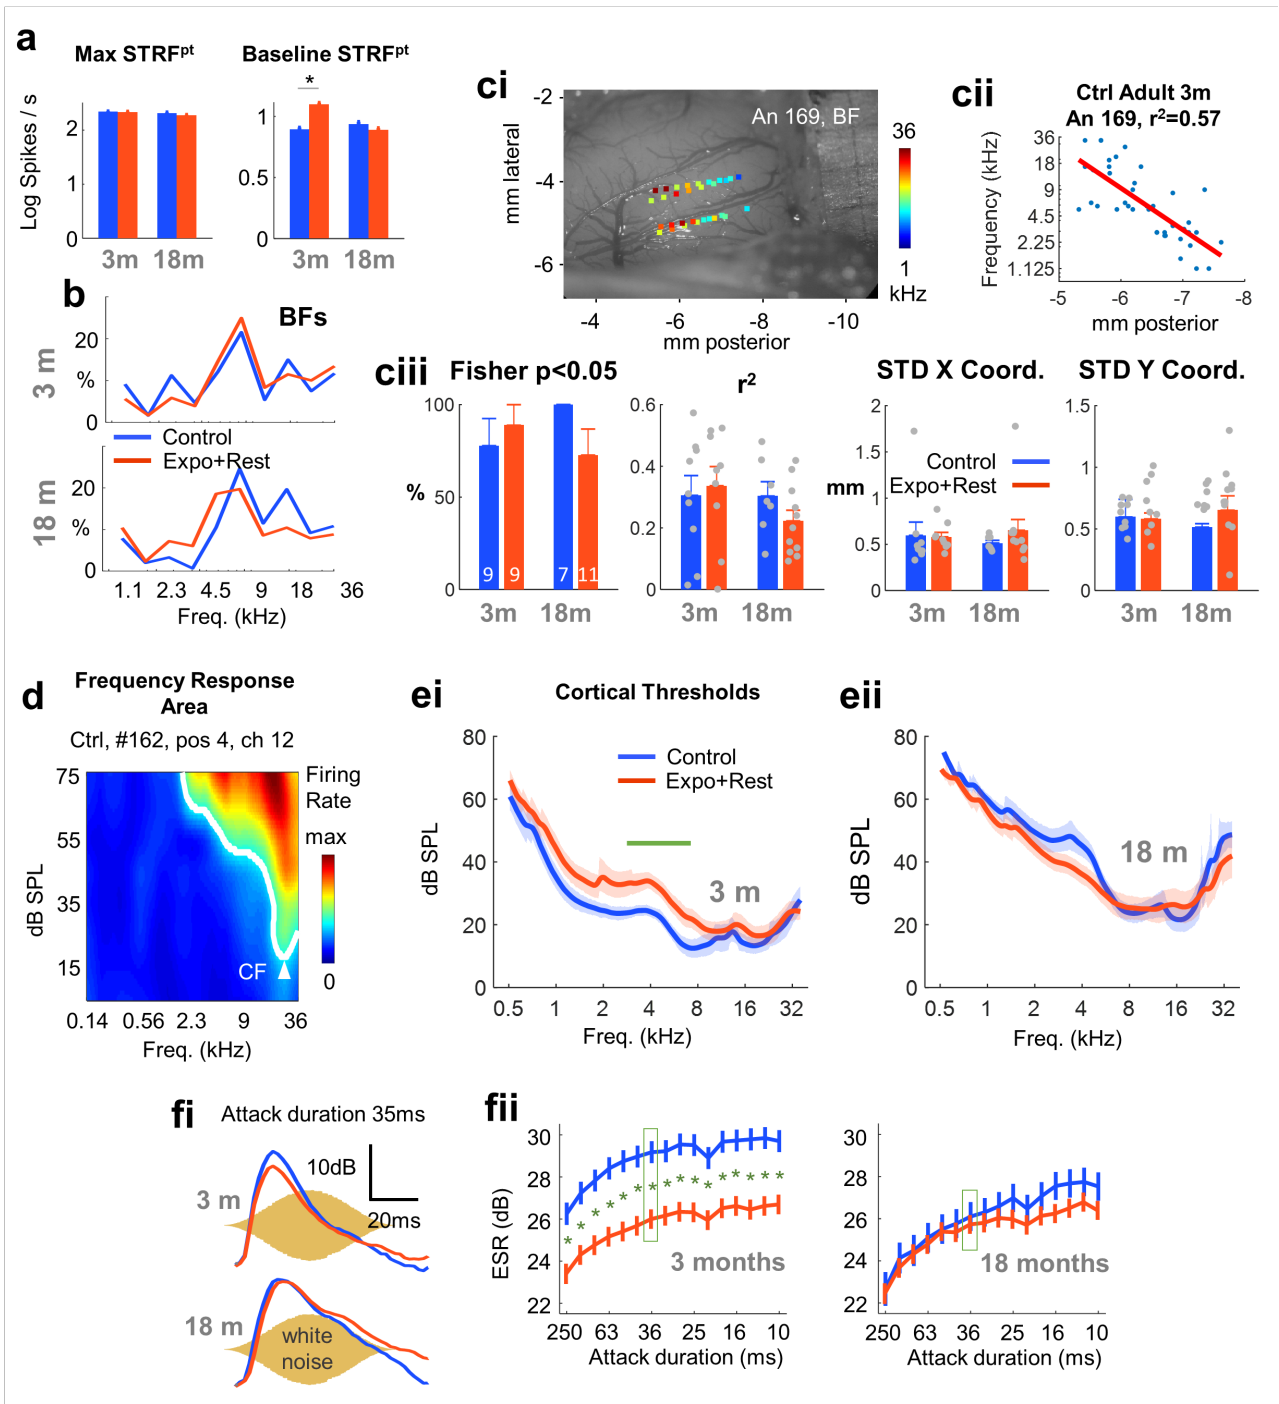 a
Max STRFpt
Baseline STRFpt
Log Spikes / s
2
1
0
1
0.5
0
*
3m 18m
3m 18m
b
BFs
3 m
20
%
0
Control
Expo+Rest
18 m
20
%
0
1.1 2.3 4.5 9 18 36
Freq. (kHz)
ci
An 169, BF
mm lateral
-2
-4
-6
-4 -6 -8 -10
mm posterior
36
1
kHz
cii
Ctrl Adult 3m
An 169, r2=0.57
Frequency (kHz)
36
18
9
4.5
2.25
1.125
-5 -6 -7 -8
mm posterior
ciii
Fisher p<0.05
100
%
50
0
9 9 7 11
3m 18m
r2
0.6
0.4
0.2
0
3m 18m
STD X Coord.
2
1
0.5
0
mm
Control
Expo+Rest
3m 18m
STD Y Coord.
1.5
1
0.5
0
3m 18m
d
Frequency Response
Area
Ctrl, #162, pos 4, ch 12
dB SPL
75
55
35
15
CF
0.14 0.56 2.3 9 36
Freq. (kHz)
Firing
Rate
max
0
ei
Cortical Thresholds
80
60
40
20
0
dB SPL
Control
Expo+Rest
3 m
0.5 1 2 4 8 16 32
Freq. (kHz)
eii
80
60
40
20
0
dB SPL
18 m
0.5 1 2 4 8 16 32
Freq. (kHz)
fi
Attack duration 35ms
10dB
20ms
3 m
18 m
white
noise
fii
30
28
26
24
22
ESR (dB)
* * * * * * * * * * * * * * * *
3 months
250 63 36 25 16 10
Attack duration (ms)
30
28
26
24
22
18 months
250 63 36 25 16 10
Attack duration (ms)